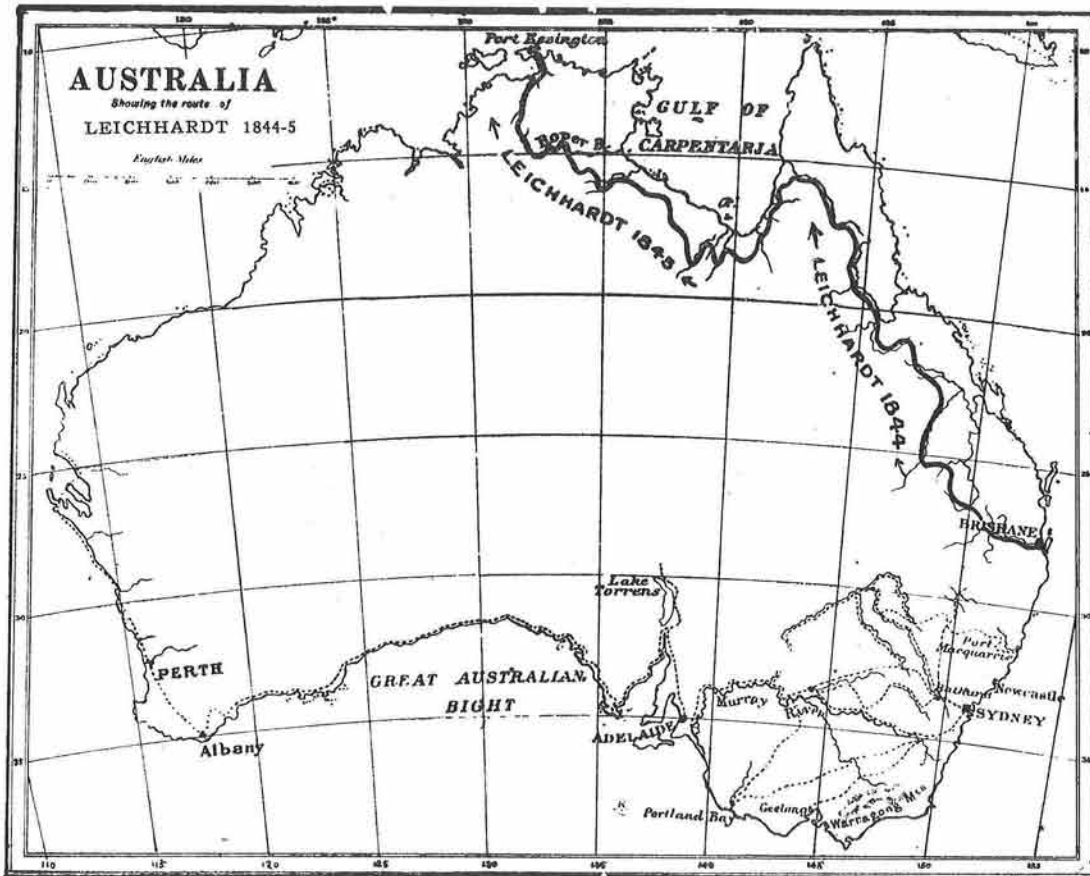 AUSTRALIA
Showing the route of
LEICHHARDT 1844-5
English Miles
Port Essington
GULF OF
CARPENTARIA
Roper R.
LEICHHARDT 1845
LEICHHARDT 1844
BRISBANE
Lake
Torrens
Port
Macquarie
PERTH
GREAT AUSTRALIAN
BIGHT
Murray
River
Newcastle
SYDNEY
ADELAIDE
Albany
Portland Bay
Geelong
Warragong Mts
110 115 120 125 130 135 140 145 150 155